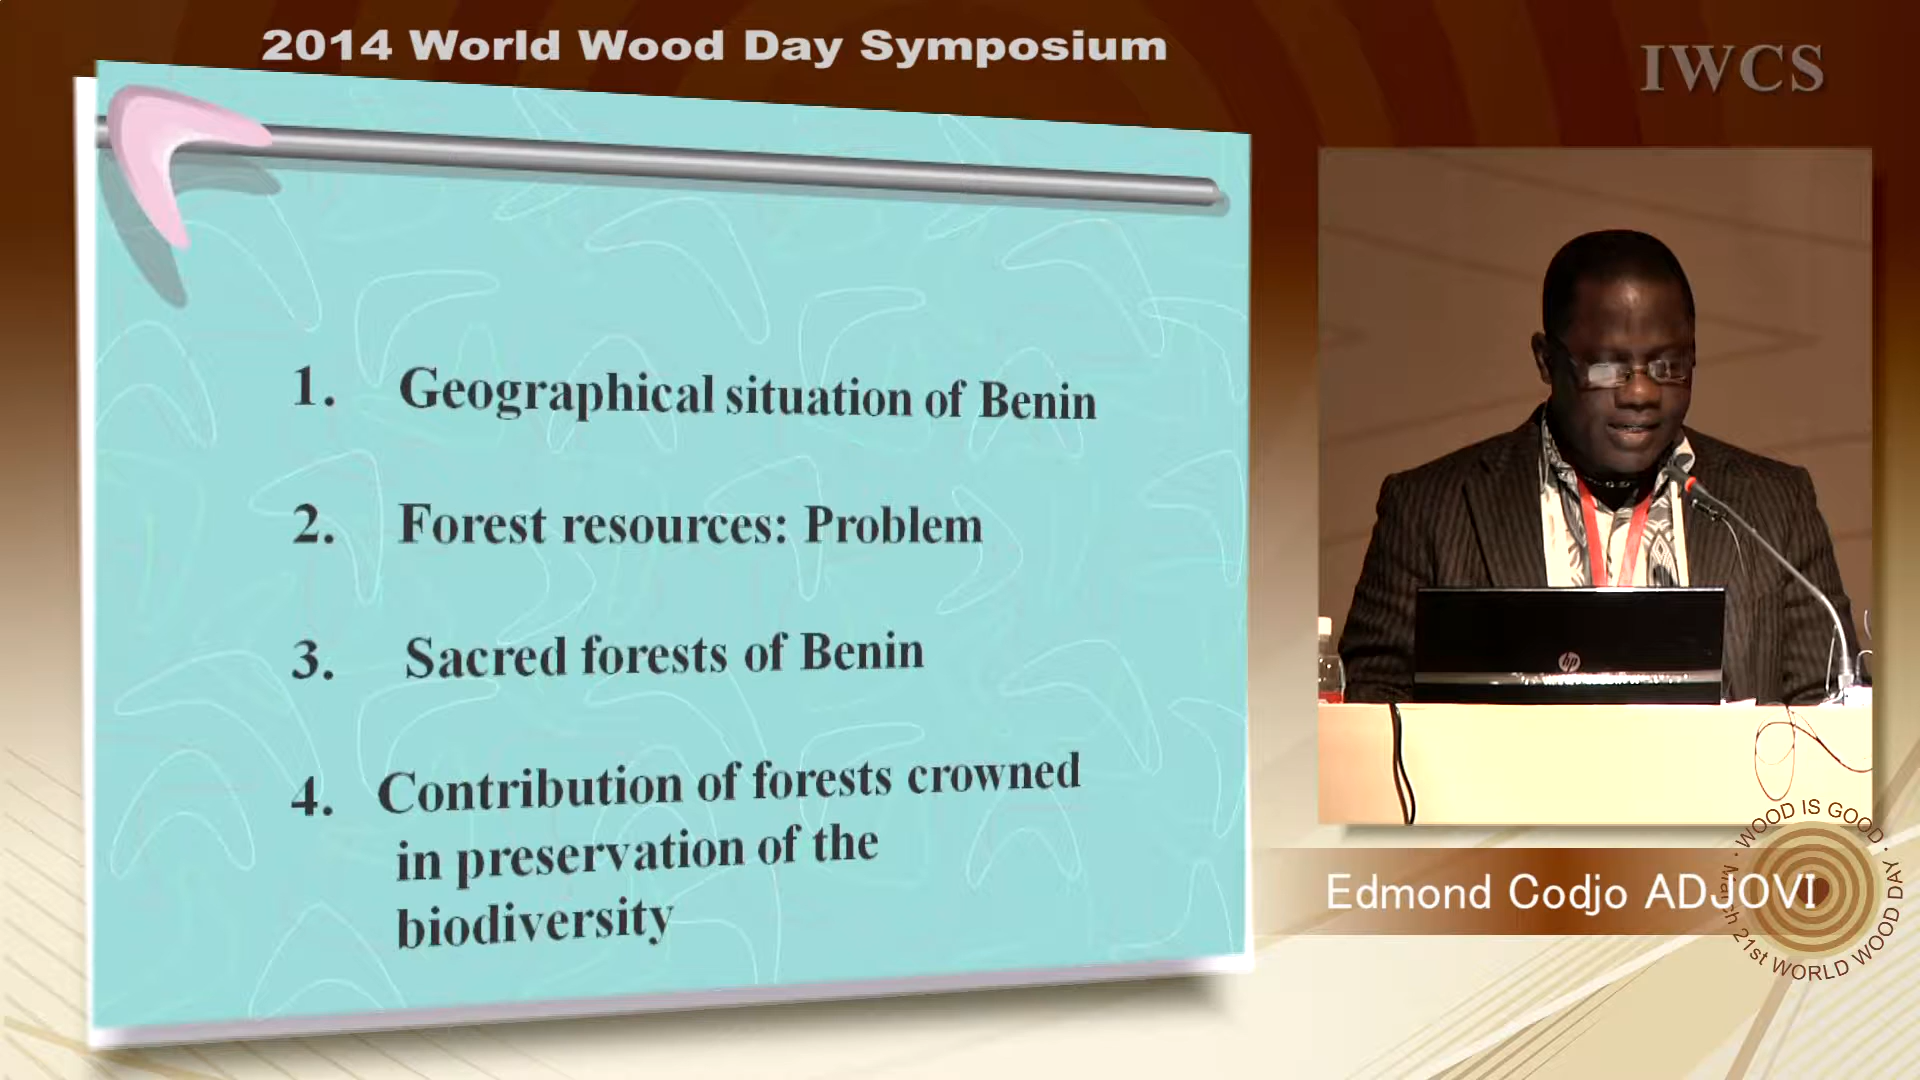 2014 World Wood Day Symposium
IWCS
1. Geographical situation of Benin
2. Forest resources: Problem
3. Sacred forests of Benin
4. Contribution of forests crowned
in preservation of the
biodiversity
hp
Edmond Codjo ADJOVI
WOOD IS GOOD · March 21st WORLD WOOD DAY ·